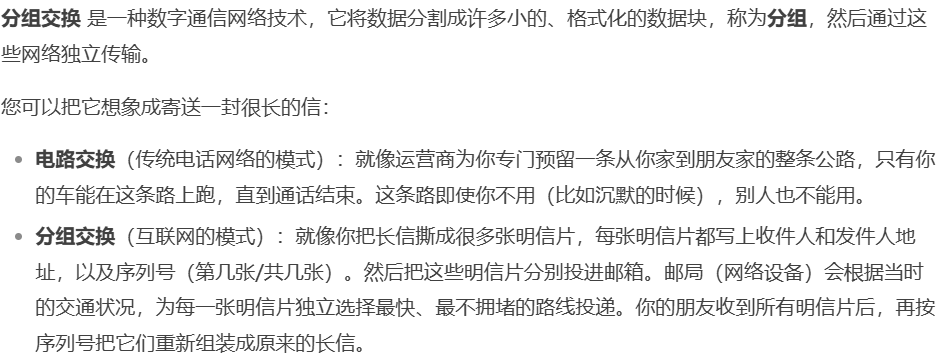 分组交换 是一种数字通信网络技术，它将数据分割成许多小的、格式化的数据块，称为分组，然后通过这
些网络独立传输。
您可以把它想象成寄送一封很长的信：
• 电路交换（传统电话网络的模式）：就像运营商为你专门预留一条从你家到朋友家的整条公路，只有你
的车能在这条路上跑，直到通话结束。这条路即使你不用（比如沉默的时候），别人也不能用。
• 分组交换（互联网的模式）：就像你把长信撕成很多张明信片，每张明信片都写上收件人和发件人地
址，以及序列号（第几张/共几张）。然后把这些明信片分别投进邮箱。邮局（网络设备）会根据当时
的交通状况，为每一张明信片独立选择最快、最不拥堵的路线投递。你的朋友收到所有明信片后，再按
序列号把它们重新组装成原来的长信。